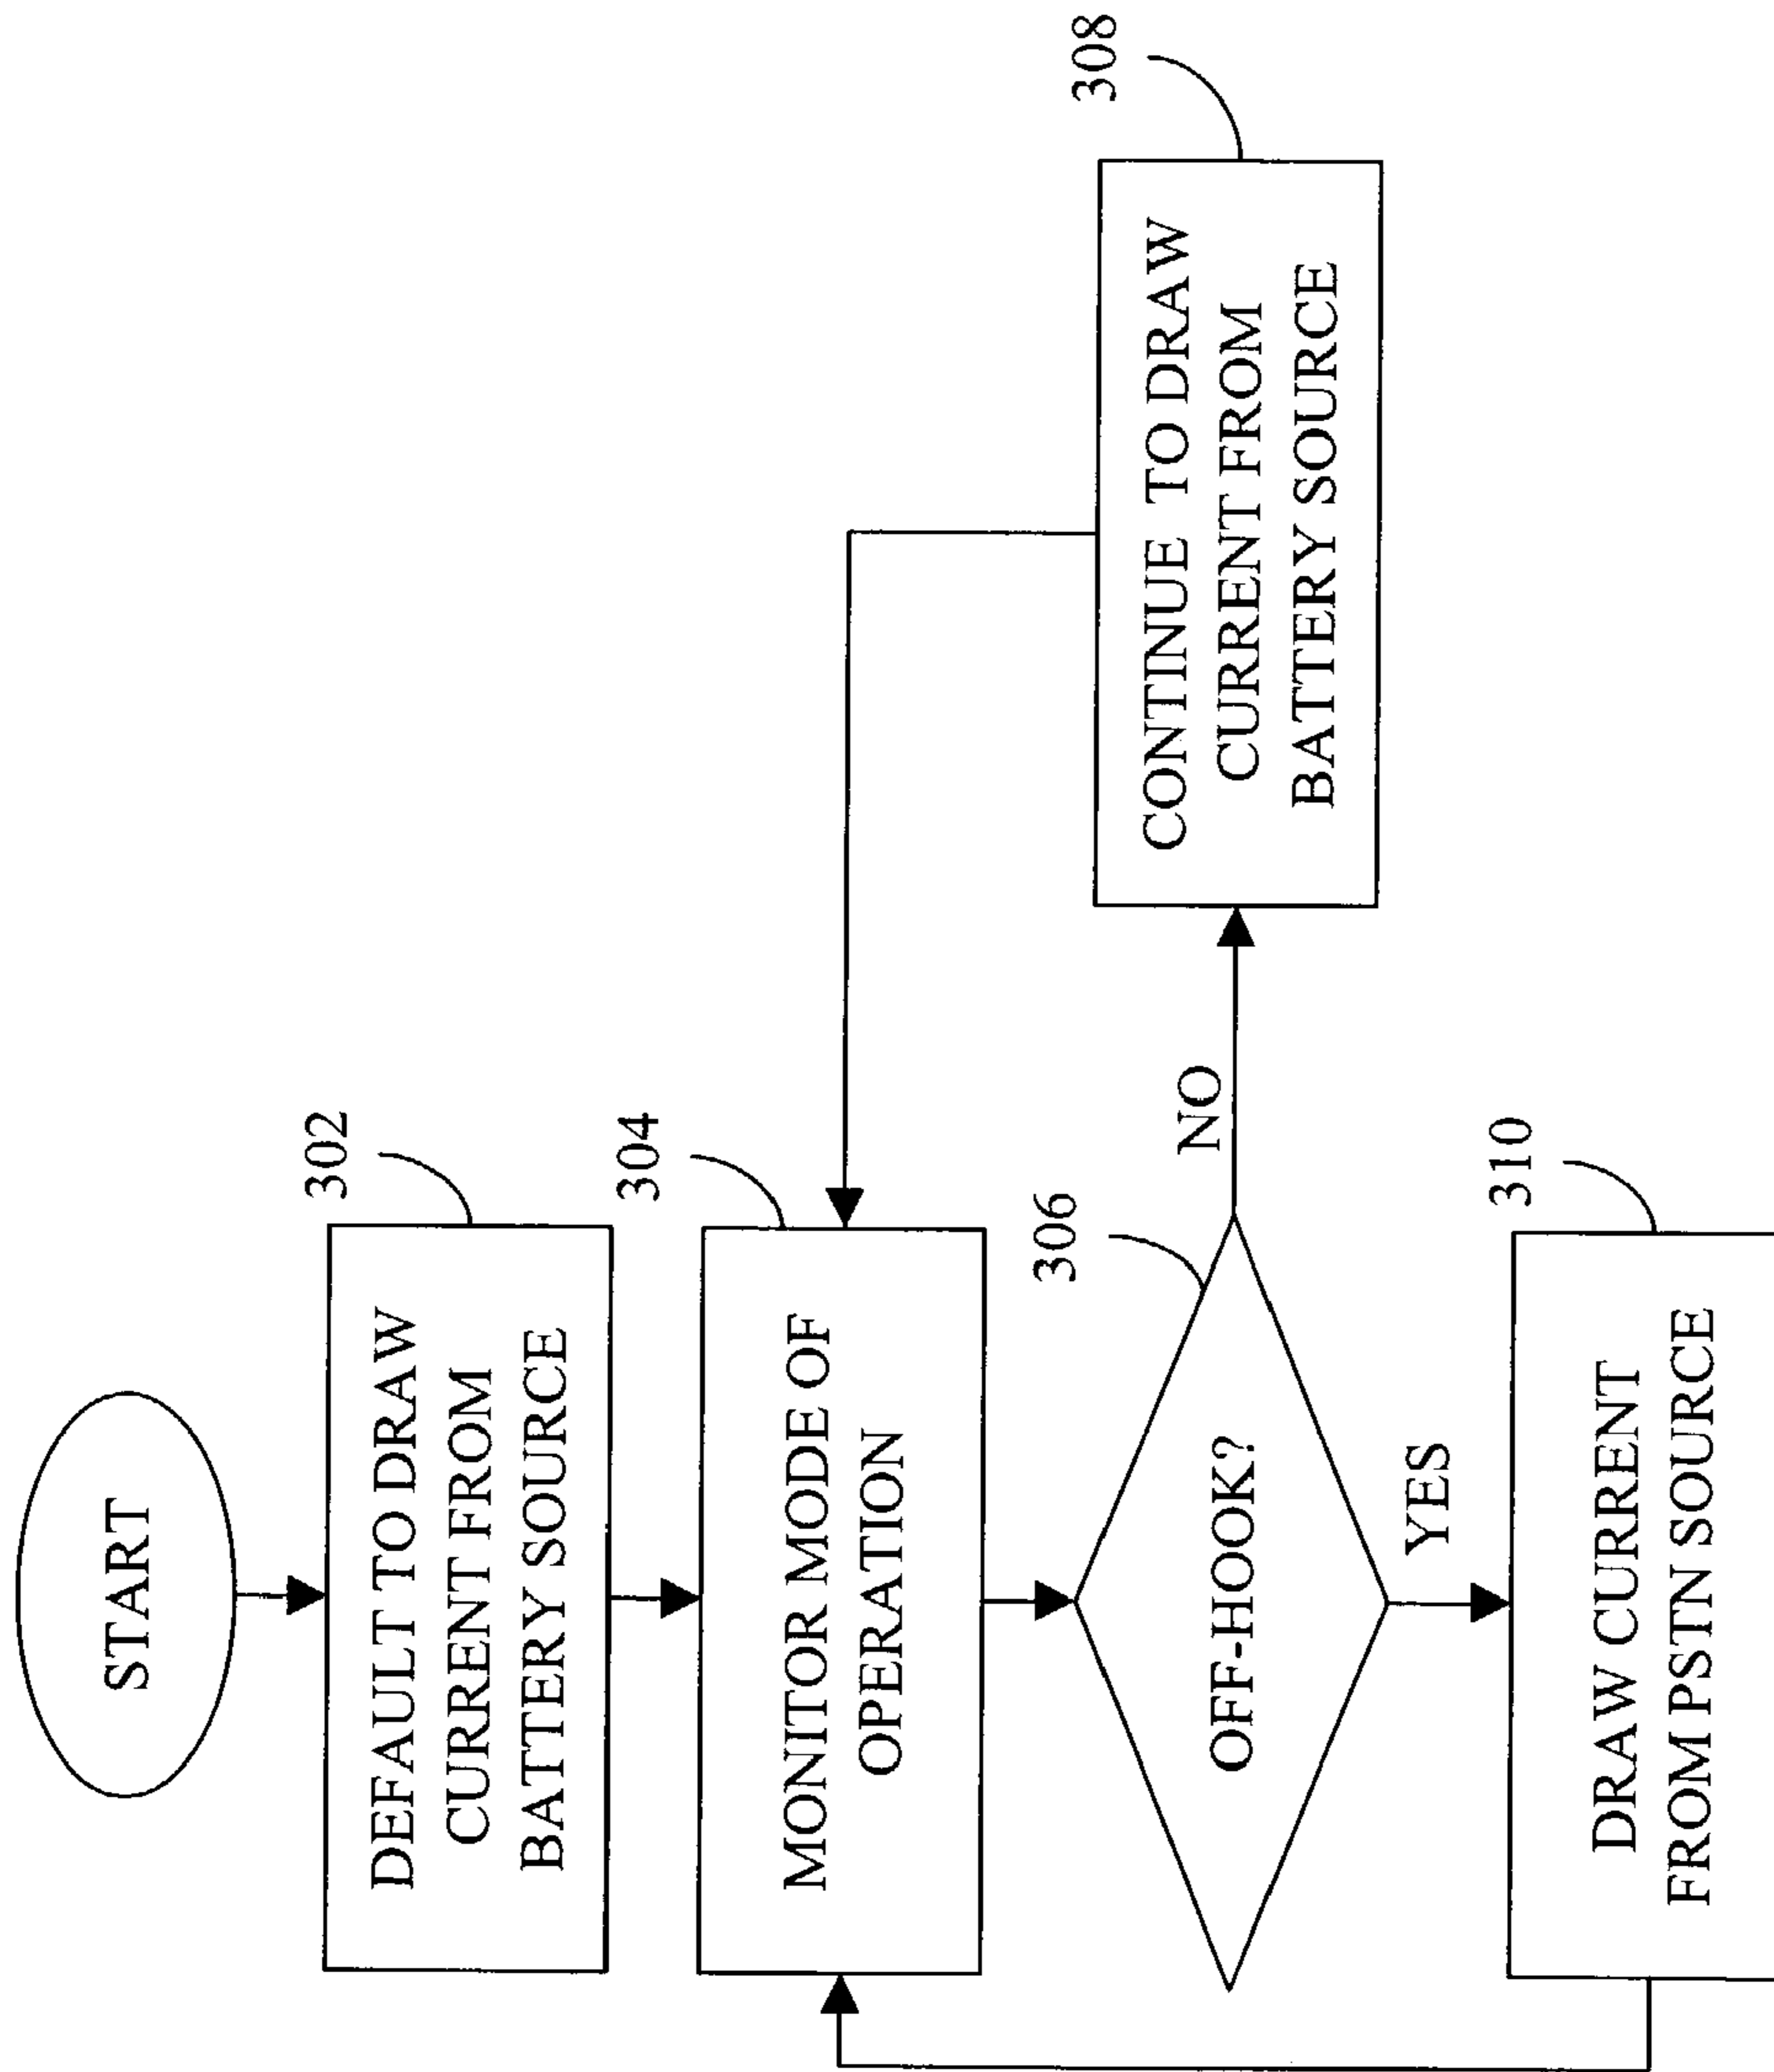 START
302
DEFAULT TO DRAW
CURRENT FROM
BATTERY SOURCE
304
MONITOR MODE OF
OPERATION
306
OFF-HOOK?
NO
308
CONTINUE TO DRAW
CURRENT FROM
BATTERY SOURCE
YES
310
DRAW CURRENT
FROM PSTN SOURCE